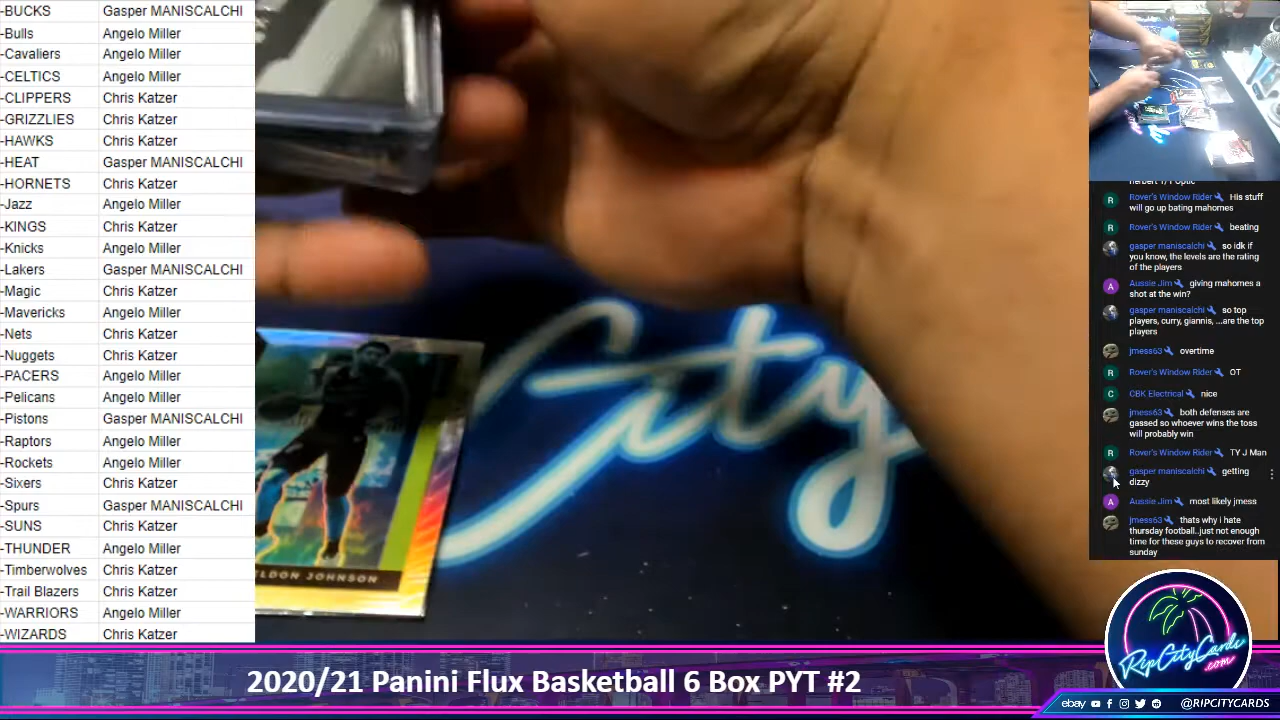 -BUCKS Gasper MANISCALCHI
-Bulls Angelo Miller
-Cavaliers Angelo Miller
-CELTICS Angelo Miller
-CLIPPERS Chris Katzer
-GRIZZLIES Chris Katzer
-HAWKS Chris Katzer
-HEAT Gasper MANISCALCHI
-HORNETS Chris Katzer
-Jazz Angelo Miller
-KINGS Chris Katzer
-Knicks Angelo Miller
-Lakers Gasper MANISCALCHI
-Magic Chris Katzer
-Mavericks Angelo Miller
-Nets Chris Katzer
-Nuggets Chris Katzer
-PACERS Angelo Miller
-Pelicans Angelo Miller
-Pistons Gasper MANISCALCHI
-Raptors Angelo Miller
-Rockets Angelo Miller
-Sixers Angelo Miller
-Spurs Gasper MANISCALCHI
-SUNS Chris Katzer
-THUNDER Angelo Miller
-Timberwolves Chris Katzer
-Trail Blazers Chris Katzer
-WARRIORS Angelo Miller
-WIZARDS Chris Katzer
LDON JOHNSON
City
herbert 1/1 Optic
R Rover's Window Rider His stuff
will go up bating mahomes
R Rover's Window Rider beating
gasper maniscalchi so idk if
you know, the levels are the rating
of the players
A Aussie Jim giving mahomes a
shot at the win?
gasper maniscalchi so top
players, curry, giannis, ...are the top
players
jmess63 overtime
R Rover's Window Rider OT
C CBK Electrical nice
jmess63 both defenses are
gassed so whoever wins the toss
will probably win
R Rover's Window Rider TY J Man
gasper maniscalchi getting
dizzy
A Aussie Jim most likely jmess
jmess63 thats why i hate
thursday football..just not enough
time for these guys to recover from
sunday
2020/21 Panini Flux Basketball 6 Box PYT #2
RipCityCards
.com
ebay @RIPCITYCARDS